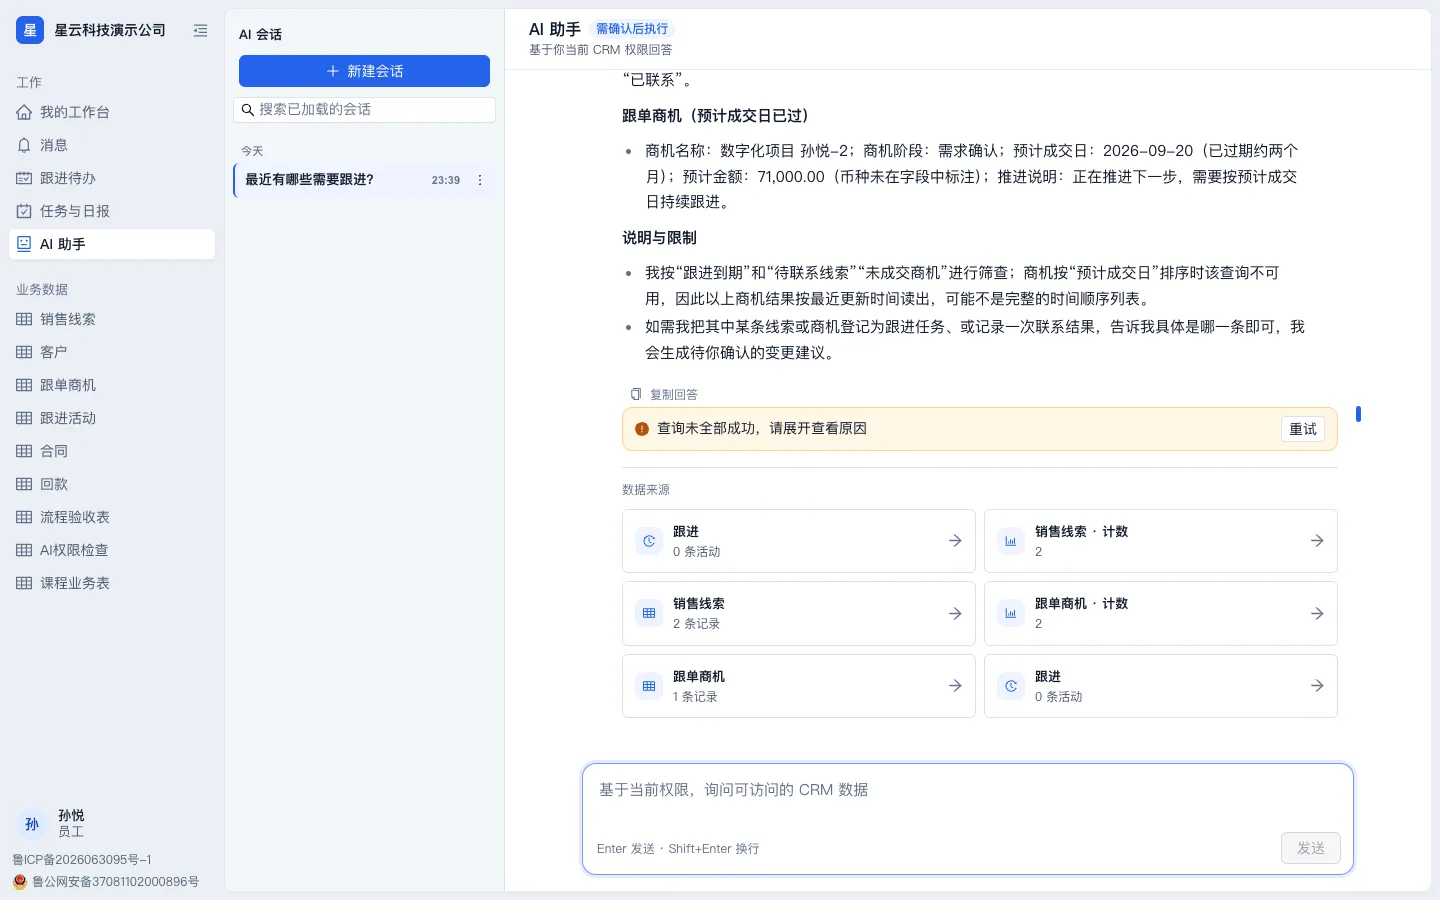 星
星云科技演示公司
工作
我的工作台
消息
跟进待办
任务与日报
AI 助手
业务数据
销售线索
客户
跟单商机
跟进活动
合同
回款
流程验收表
AI权限检查
课程业务表
孙
孙悦
员工
鲁ICP备2026063095号-1
鲁公网安备37081102000896号
AI 会话
新建会话
搜索已加载的会话
今天
最近有哪些需要跟进?
23:39
AI 助手
需确认后执行
基于你当前 CRM 权限回答
“已联系”。
跟单商机（预计成交日已过）
商机名称：数字化项目 孙悦-2；商机阶段：需求确认；预计成交日：2026-09-20（已过期约两个
月）；预计金额：71,000.00（币种未在字段中标注）；推进说明：正在推进下一步，需要按预计成交
日持续跟进。
说明与限制
我按“跟进到期”和“待联系线索”“未成交商机”进行筛查；商机按“预计成交日”排序时该查询不可
用，因此以上商机结果按最近更新时间读出，可能不是完整的时间顺序列表。
如需我把其中某条线索或商机登记为跟进任务、或记录一次联系结果，告诉我具体是哪一条即可，我
会生成待你确认的变更建议。
复制回答
查询未全部成功，请展开查看原因
重试
数据来源
跟进
0 条活动
销售线索 · 计数
2
销售线索
2 条记录
跟单商机 · 计数
2
跟单商机
1 条记录
跟进
0 条活动
基于当前权限，询问可访问的 CRM 数据
Enter 发送 · Shift+Enter 换行
发送